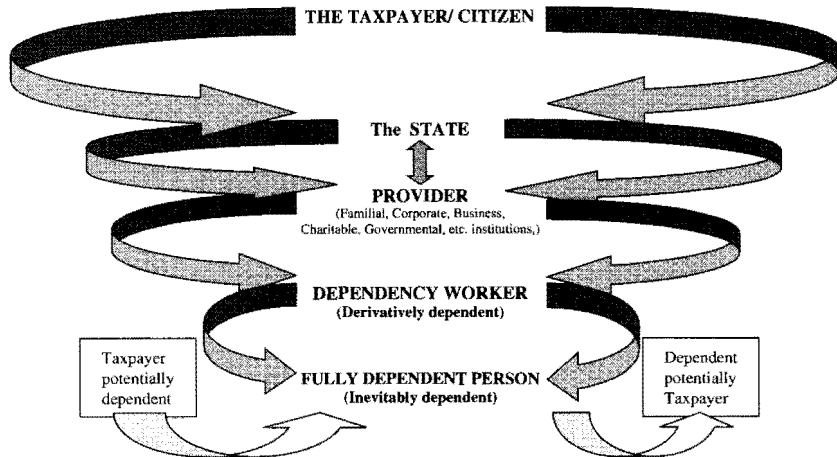 THE TAXPAYER/ CITIZEN
The STATE
PROVIDER
(Familial, Corporate, Business,
Charitable, Governmental, etc. institutions,)
DEPENDENCY WORKER
(Derivatively dependent)
Taxpayer
potentially
dependent
FULLY DEPENDENT PERSON
(Inevitably dependent)
Dependent
potentially
Taxpayer